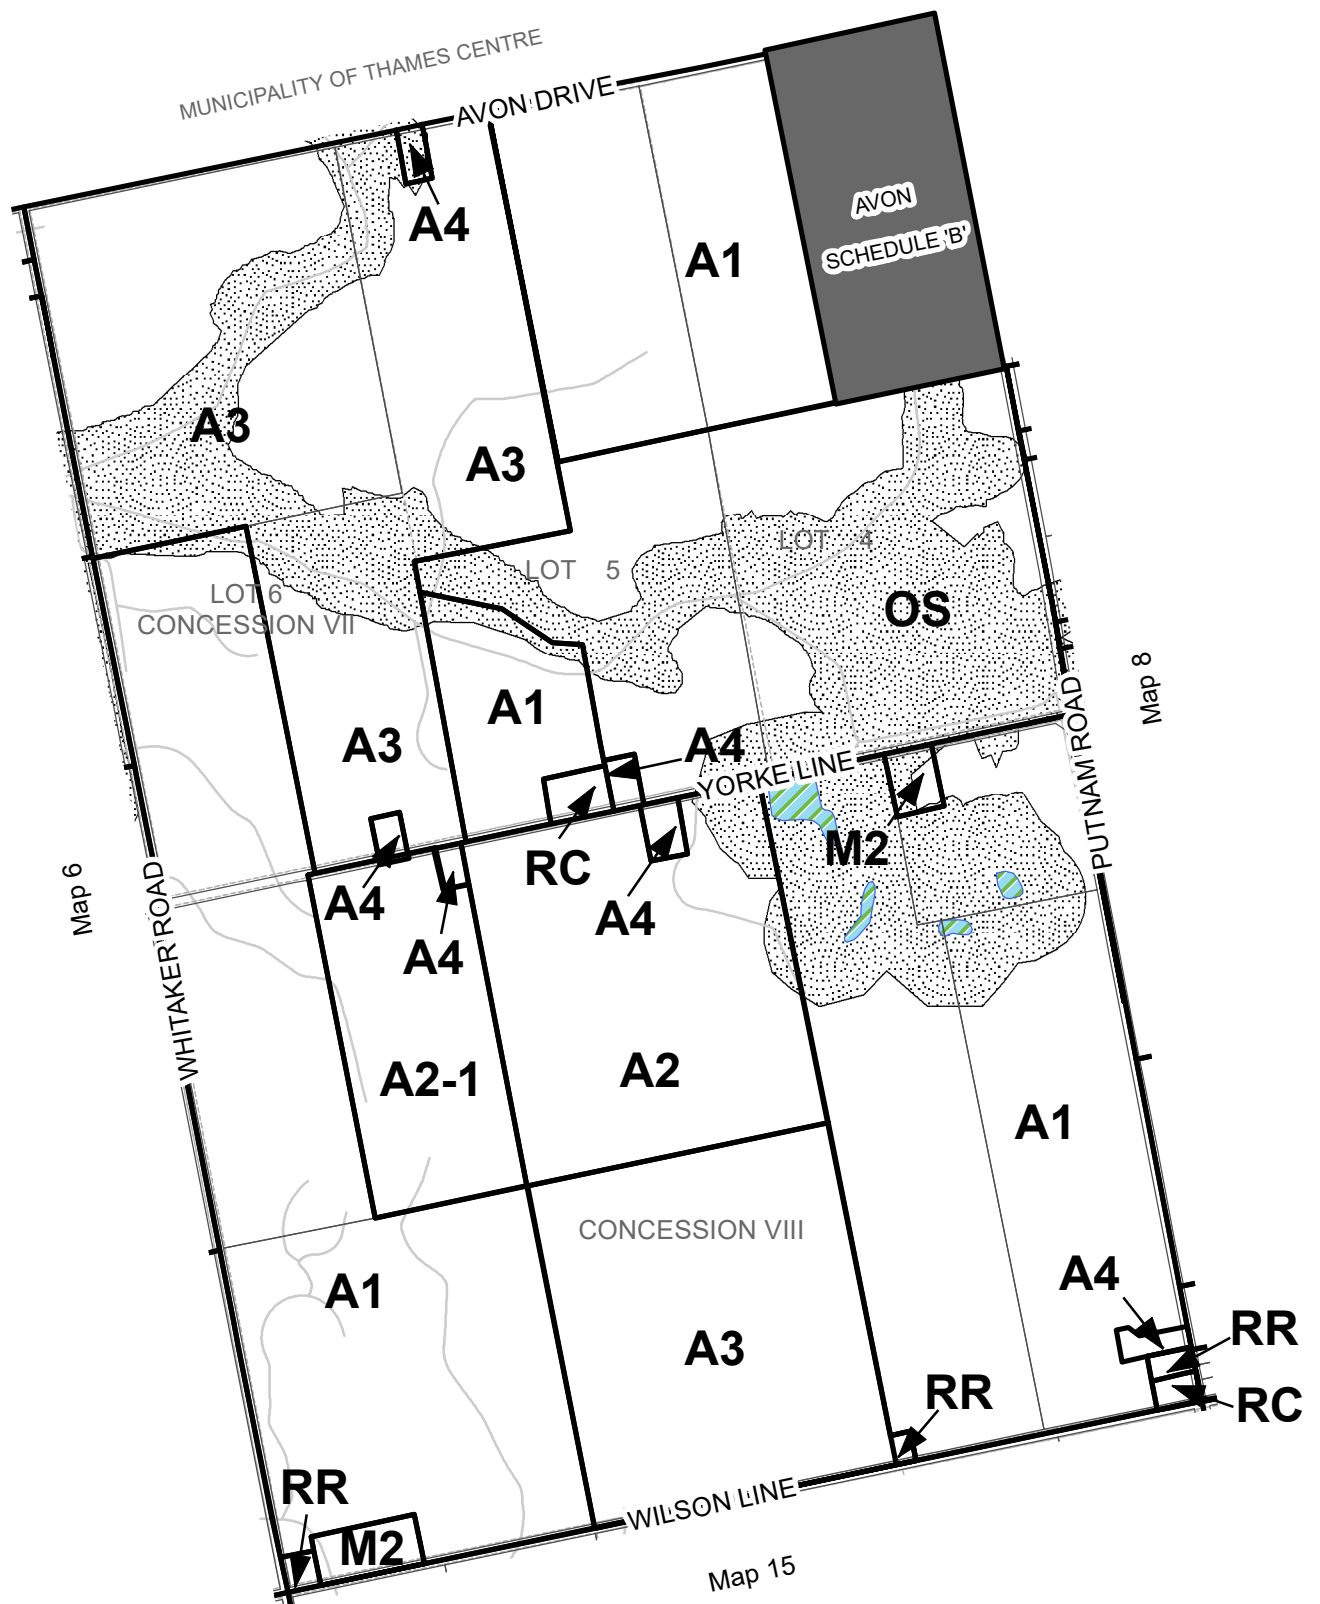 MUNICIPALITY OF THAMES CENTRE
AVON DRIVE
AVON
SCHEDULE 'B'
A4
A1
A3
A3
LOT 4
LOT 5
LOT 6
CONCESSION VII
OS
Map 8
A1
A3
A4
YORKE LINE
PUTNAM ROAD
M2
RC
A4
A4
A4
Map 6
WHITAKER ROAD
A2-1
A2
A1
CONCESSION VIII
A1
A3
A4
RR
RC
RR
RR
M2
WILSON LINE
Map 15